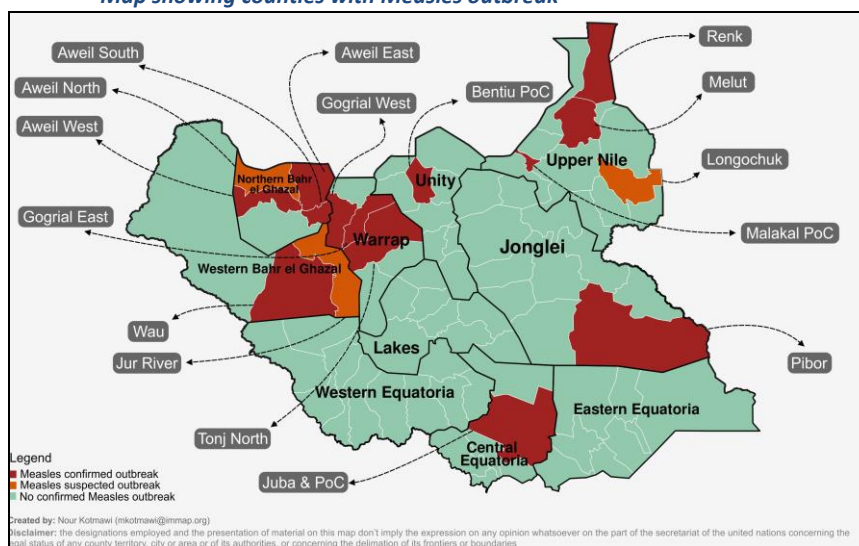 Map showing counties with Measles outbreak
Renk
Aweil South
Aweil East
Melut
Aweil North
Gogrial West
Bentiu PoC
Aweil West
Longochuk
Northern Bahr
el Ghazal
Unity
Upper Nile
Gogrial East
Malakal PoC
Warrap
Jonglei
Western Bahr el Ghazal
Wau
Lakes
Jur River
Pibor
Western Equatoria
Eastern Equatoria
Tonj North
Central
Equatoria
Juba & PoC
Legend
Measles confirmed outbreak
Measles suspected outbreak
No confirmed Measles outbreak
Created by: Nour Kotmawi (mkotmawi@immap.org)
Disclaimer: the designations employed and the presentation of material on this map don't imply the expression on any opinion whatsoever on the part of the secretariat of the united nations concerning the
legal status of any county territory, city or area or of its authorities, or concerning the delimation of its frontiers or boundaries